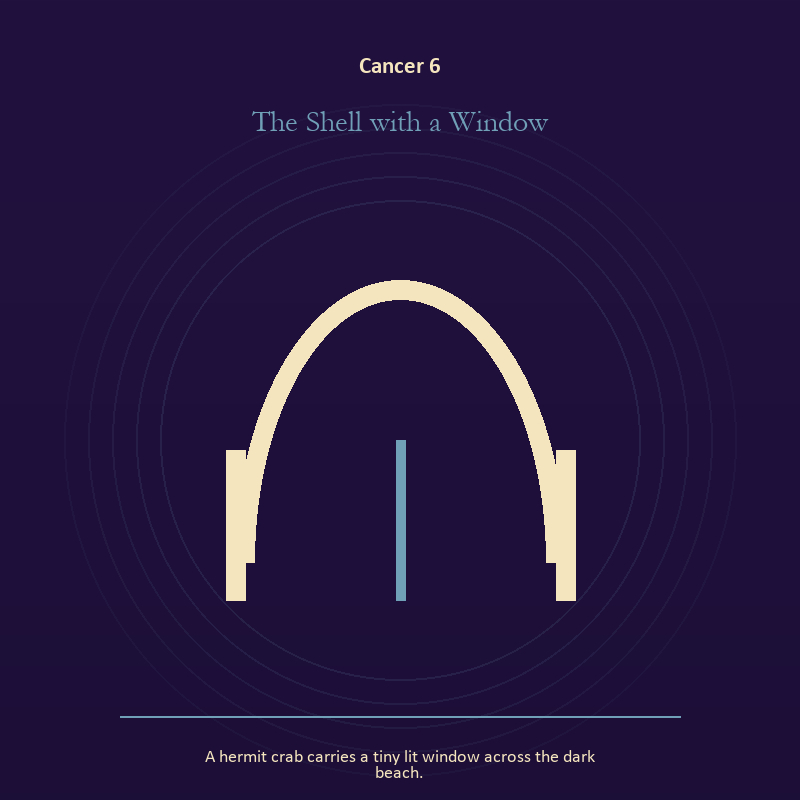 Cancer 6
The Shell with a Window
A hermit crab carries a tiny lit window across the dark
beach.